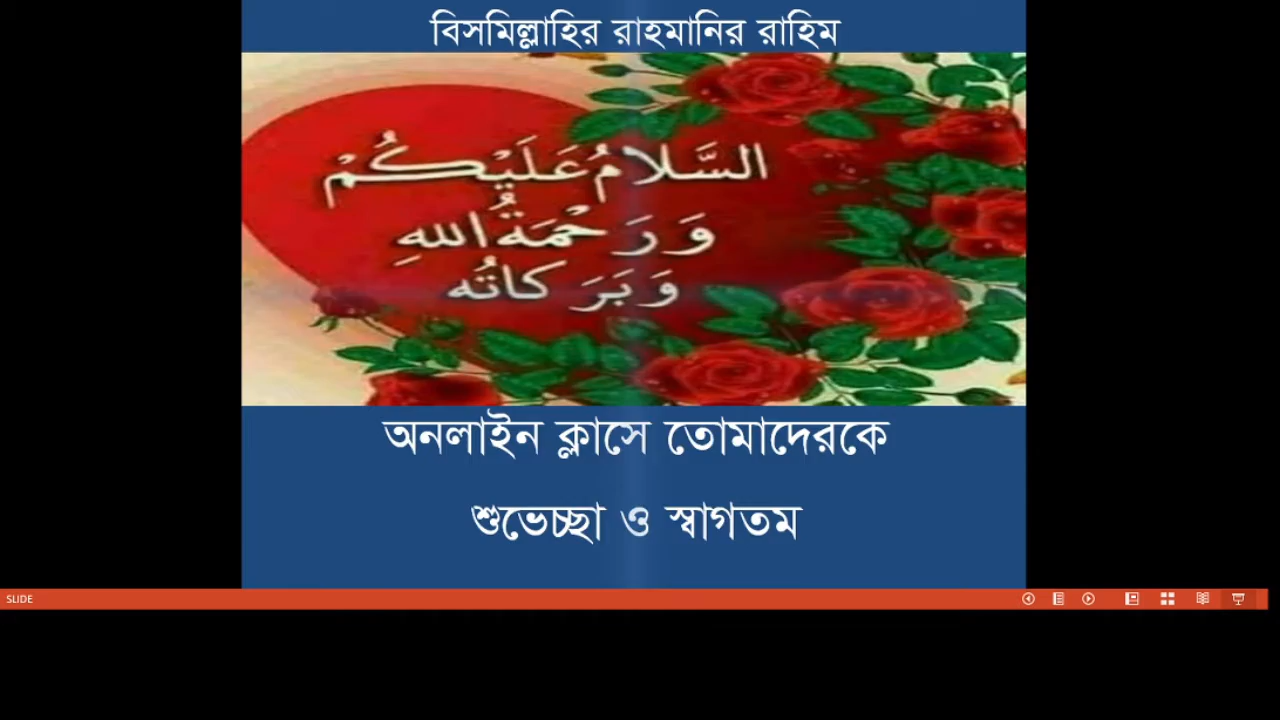 বিসমিল্লাহির রাহমানির রাহিম
السَّلَامُ عَلَيْكُمْ
وَ رَحْمَةُ اللهِ
وَ بَرَ كَاتُه
অনলাইন ক্লাসে তোমাদেরকে
শুভেচ্ছা ও স্বাগতম
SLIDE